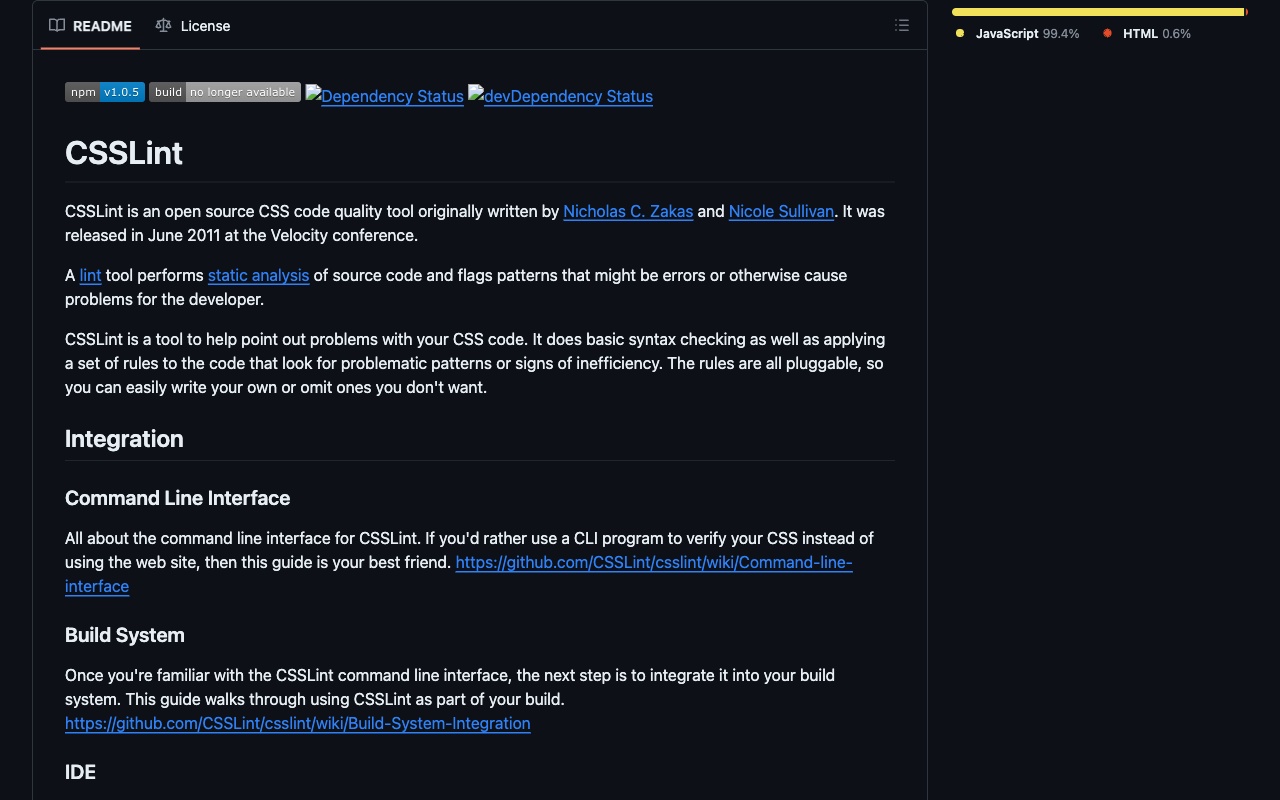 README
License
JavaScript 99.4%
HTML 0.6%
npm v1.0.5 build no longer available Dependency Status devDependency Status
CSSLint
CSSLint is an open source CSS code quality tool originally written by Nicholas C. Zakas and Nicole Sullivan. It was
released in June 2011 at the Velocity conference.
A lint tool performs static analysis of source code and flags patterns that might be errors or otherwise cause
problems for the developer.
CSSLint is a tool to help point out problems with your CSS code. It does basic syntax checking as well as applying
a set of rules to the code that look for problematic patterns or signs of inefficiency. The rules are all pluggable, so
you can easily write your own or omit ones you don't want.
Integration
Command Line Interface
All about the command line interface for CSSLint. If you'd rather use a CLI program to verify your CSS instead of
using the web site, then this guide is your best friend. https://github.com/CSSLint/csslint/wiki/Command-line-
interface
Build System
Once you're familiar with the CSSLint command line interface, the next step is to integrate it into your build
system. This guide walks through using CSSLint as part of your build.
https://github.com/CSSLint/csslint/wiki/Build-System-Integration
IDE